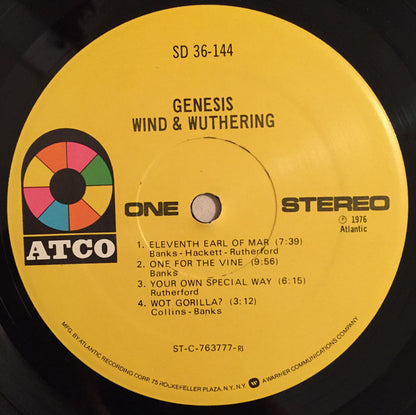 SD 36-144
GENESIS
WIND & WUTHERING
ATCO
ONE
STEREO
℗ 1976
Atlantic
1. ELEVENTH EARL OF MAR (7:39)
Banks - Hackett - Rutherford
2. ONE FOR THE VINE (9:56)
Banks
3. YOUR OWN SPECIAL WAY (6:15)
Rutherford
4. WOT GORILLA? (3:12)
Collins - Banks
ST-C-763777-RI
MFG. BY ATLANTIC RECORDING CORP. 75 ROCKEFELLER PLAZA, N.Y., N.Y. W A WARNER COMMUNICATIONS COMPANY